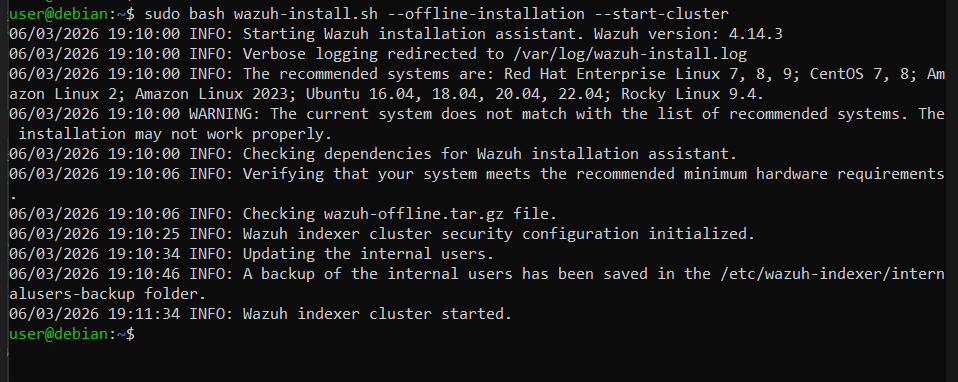 user@debian:~$ sudo bash wazuh-install.sh --offline-installation --start-cluster
06/03/2026 19:10:00 INFO: Starting Wazuh installation assistant. Wazuh version: 4.14.3
06/03/2026 19:10:00 INFO: Verbose logging redirected to /var/log/wazuh-install.log
06/03/2026 19:10:00 INFO: The recommended systems are: Red Hat Enterprise Linux 7, 8, 9; CentOS 7, 8; Am
azon Linux 2; Amazon Linux 2023; Ubuntu 16.04, 18.04, 20.04, 22.04; Rocky Linux 9.4.
06/03/2026 19:10:00 WARNING: The current system does not match with the list of recommended systems. The
 installation may not work properly.
06/03/2026 19:10:00 INFO: Checking dependencies for Wazuh installation assistant.
06/03/2026 19:10:06 INFO: Verifying that your system meets the recommended minimum hardware requirements
.
06/03/2026 19:10:06 INFO: Checking wazuh-offline.tar.gz file.
06/03/2026 19:10:25 INFO: Wazuh indexer cluster security configuration initialized.
06/03/2026 19:10:34 INFO: Updating the internal users.
06/03/2026 19:10:46 INFO: A backup of the internal users has been saved in the /etc/wazuh-indexer/intern
alusers-backup folder.
06/03/2026 19:11:34 INFO: Wazuh indexer cluster started.
user@debian:~$